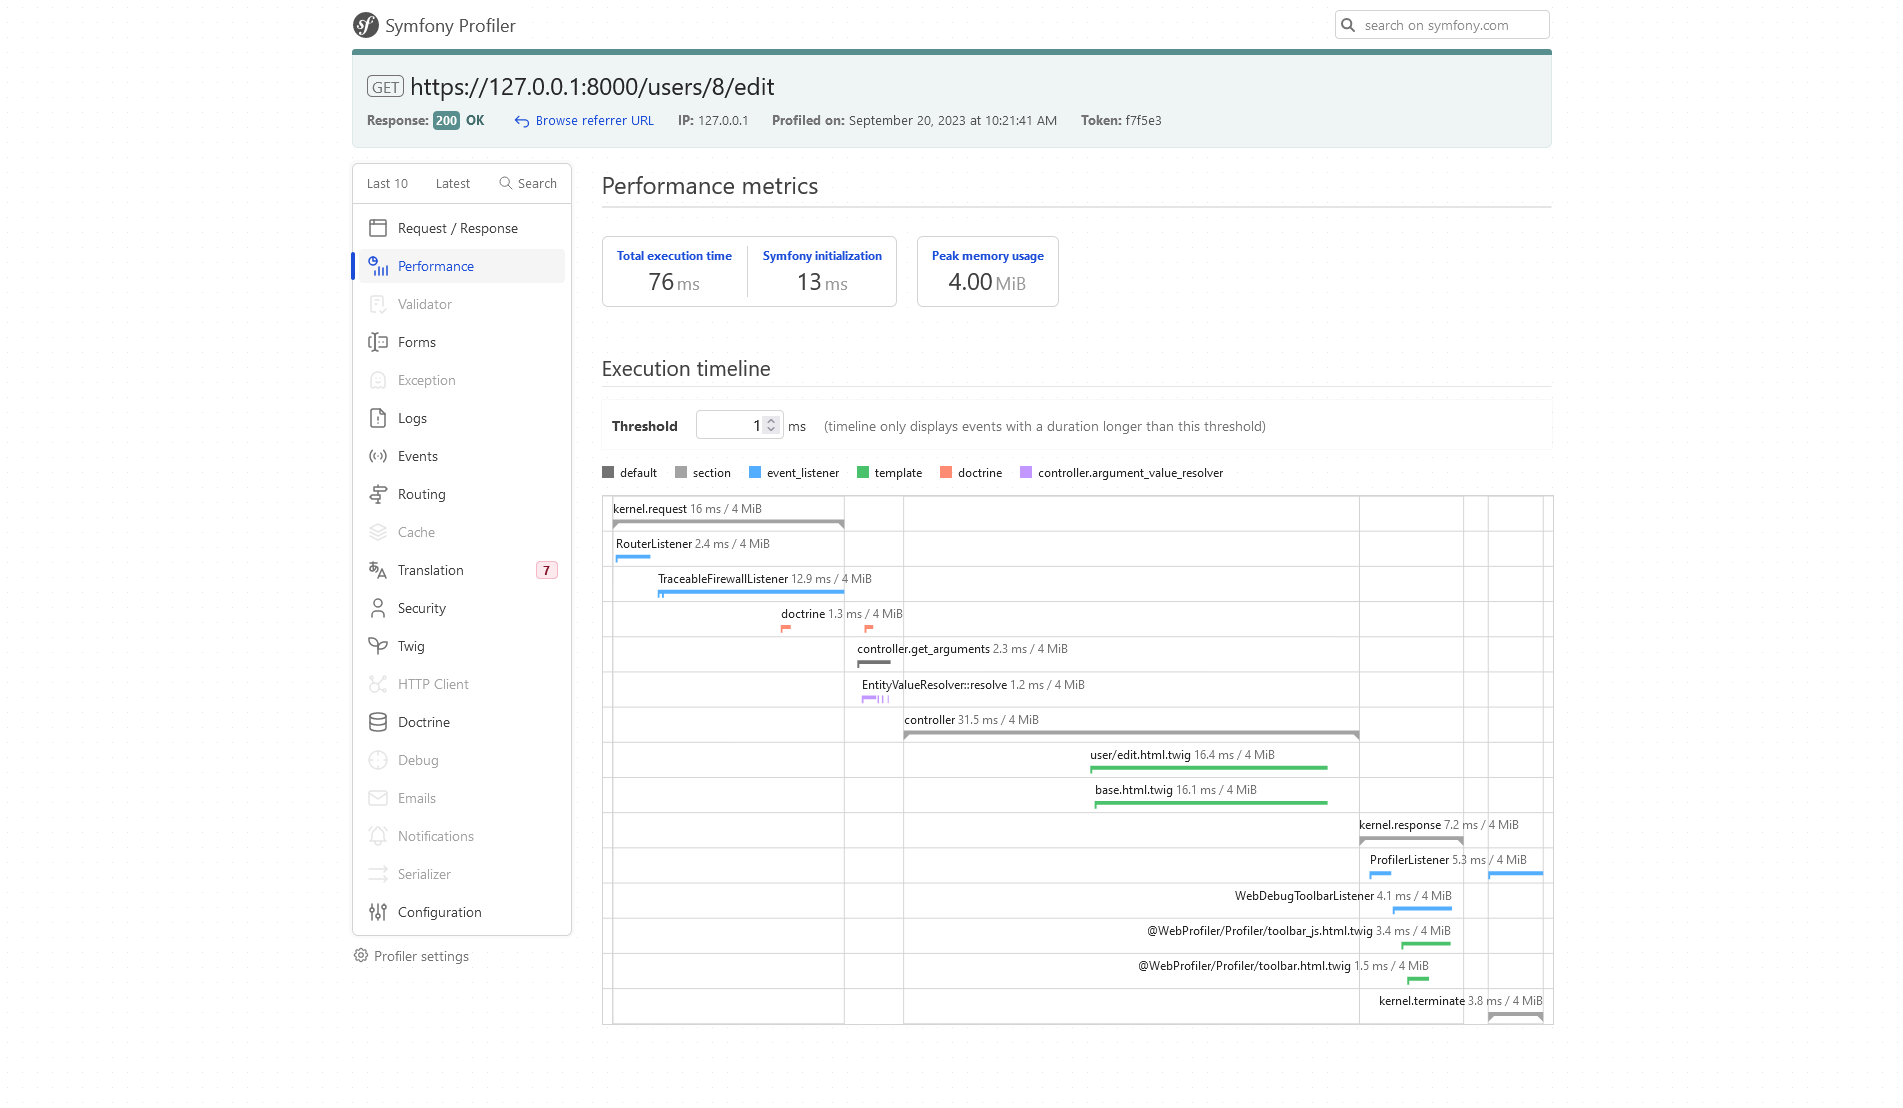 Symfony Profiler
search on symfony.com
GET https://127.0.0.1:8000/users/8/edit
Response: 200 OK Browse referrer URL IP: 127.0.0.1 Profiled on: September 20, 2023 at 10:21:41 AM Token: f7f5e3
Last 10 Latest Search
Request / Response
Performance
Validator
Forms
Exception
Logs
Events
Routing
Cache
Translation 7
Security
Twig
HTTP Client
Doctrine
Debug
Emails
Notifications
Serializer
Configuration
Profiler settings
Performance metrics
Total execution time Symfony initialization Peak memory usage
76 ms 13 ms 4.00 MiB
Execution timeline
Threshold 1 ms (timeline only displays events with a duration longer than this threshold)
default section event_listener template doctrine controller.argument_value_resolver
kernel.request 16 ms / 4 MiB
RouterListener 2.4 ms / 4 MiB
TraceableFirewallListener 12.9 ms / 4 MiB
doctrine 1.3 ms / 4 MiB
controller.get_arguments 2.3 ms / 4 MiB
EntityValueResolver::resolve 1.2 ms / 4 MiB
controller 31.5 ms / 4 MiB
user/edit.html.twig 16.4 ms / 4 MiB
base.html.twig 16.1 ms / 4 MiB
kernel.response 7.2 ms / 4 MiB
ProfilerListener 5.3 ms / 4 MiB
WebDebugToolbarListener 4.1 ms / 4 MiB
@WebProfiler/Profiler/toolbar_js.html.twig 3.4 ms / 4 MiB
@WebProfiler/Profiler/toolbar.html.twig 1.5 ms / 4 MiB
kernel.terminate 3.8 ms / 4 MiB